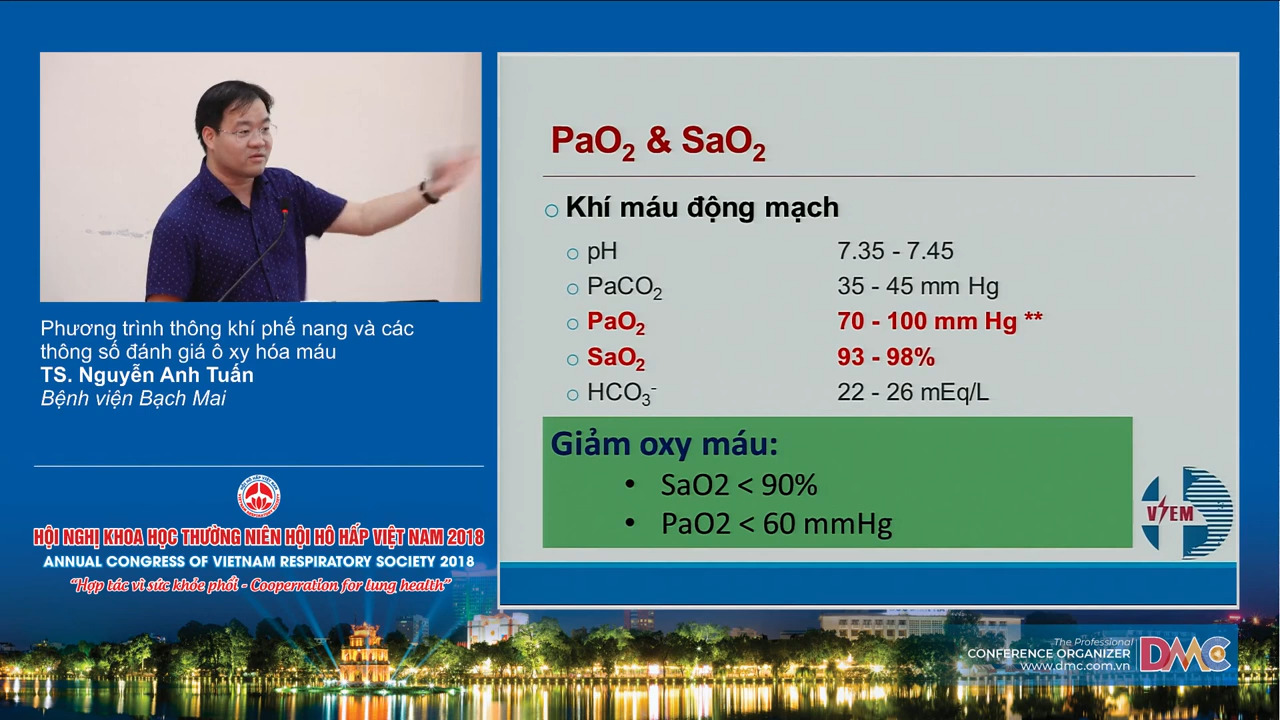 Phương trình thông khí phế nang và các
thông số đánh giá ô xy hóa máu
TS. Nguyễn Anh Tuấn
Bệnh viện Bạch Mai
HỘI NGHỊ KHOA HỌC THƯỜNG NIÊN HỘI HÔ HẤP VIỆT NAM 2018
ANNUAL CONGRESS OF VIETNAM RESPIRATORY SOCIETY 2018
"Hợp tác vì sức khỏe phổi - Cooperration for lung health"
PaO₂ & SaO₂
Khí máu động mạch
pH 7.35 - 7.45
PaCO₂ 35 - 45 mm Hg
PaO₂ 70 - 100 mm Hg **
SaO₂ 93 - 98%
HCO₃⁻ 22 - 26 mEq/L
Giảm oxy máu:
• SaO2 < 90%
• PaO2 < 60 mmHg
VSEM
The Professional
CONFERENCE ORGANIZER
www.dmc.com.vn
DMC